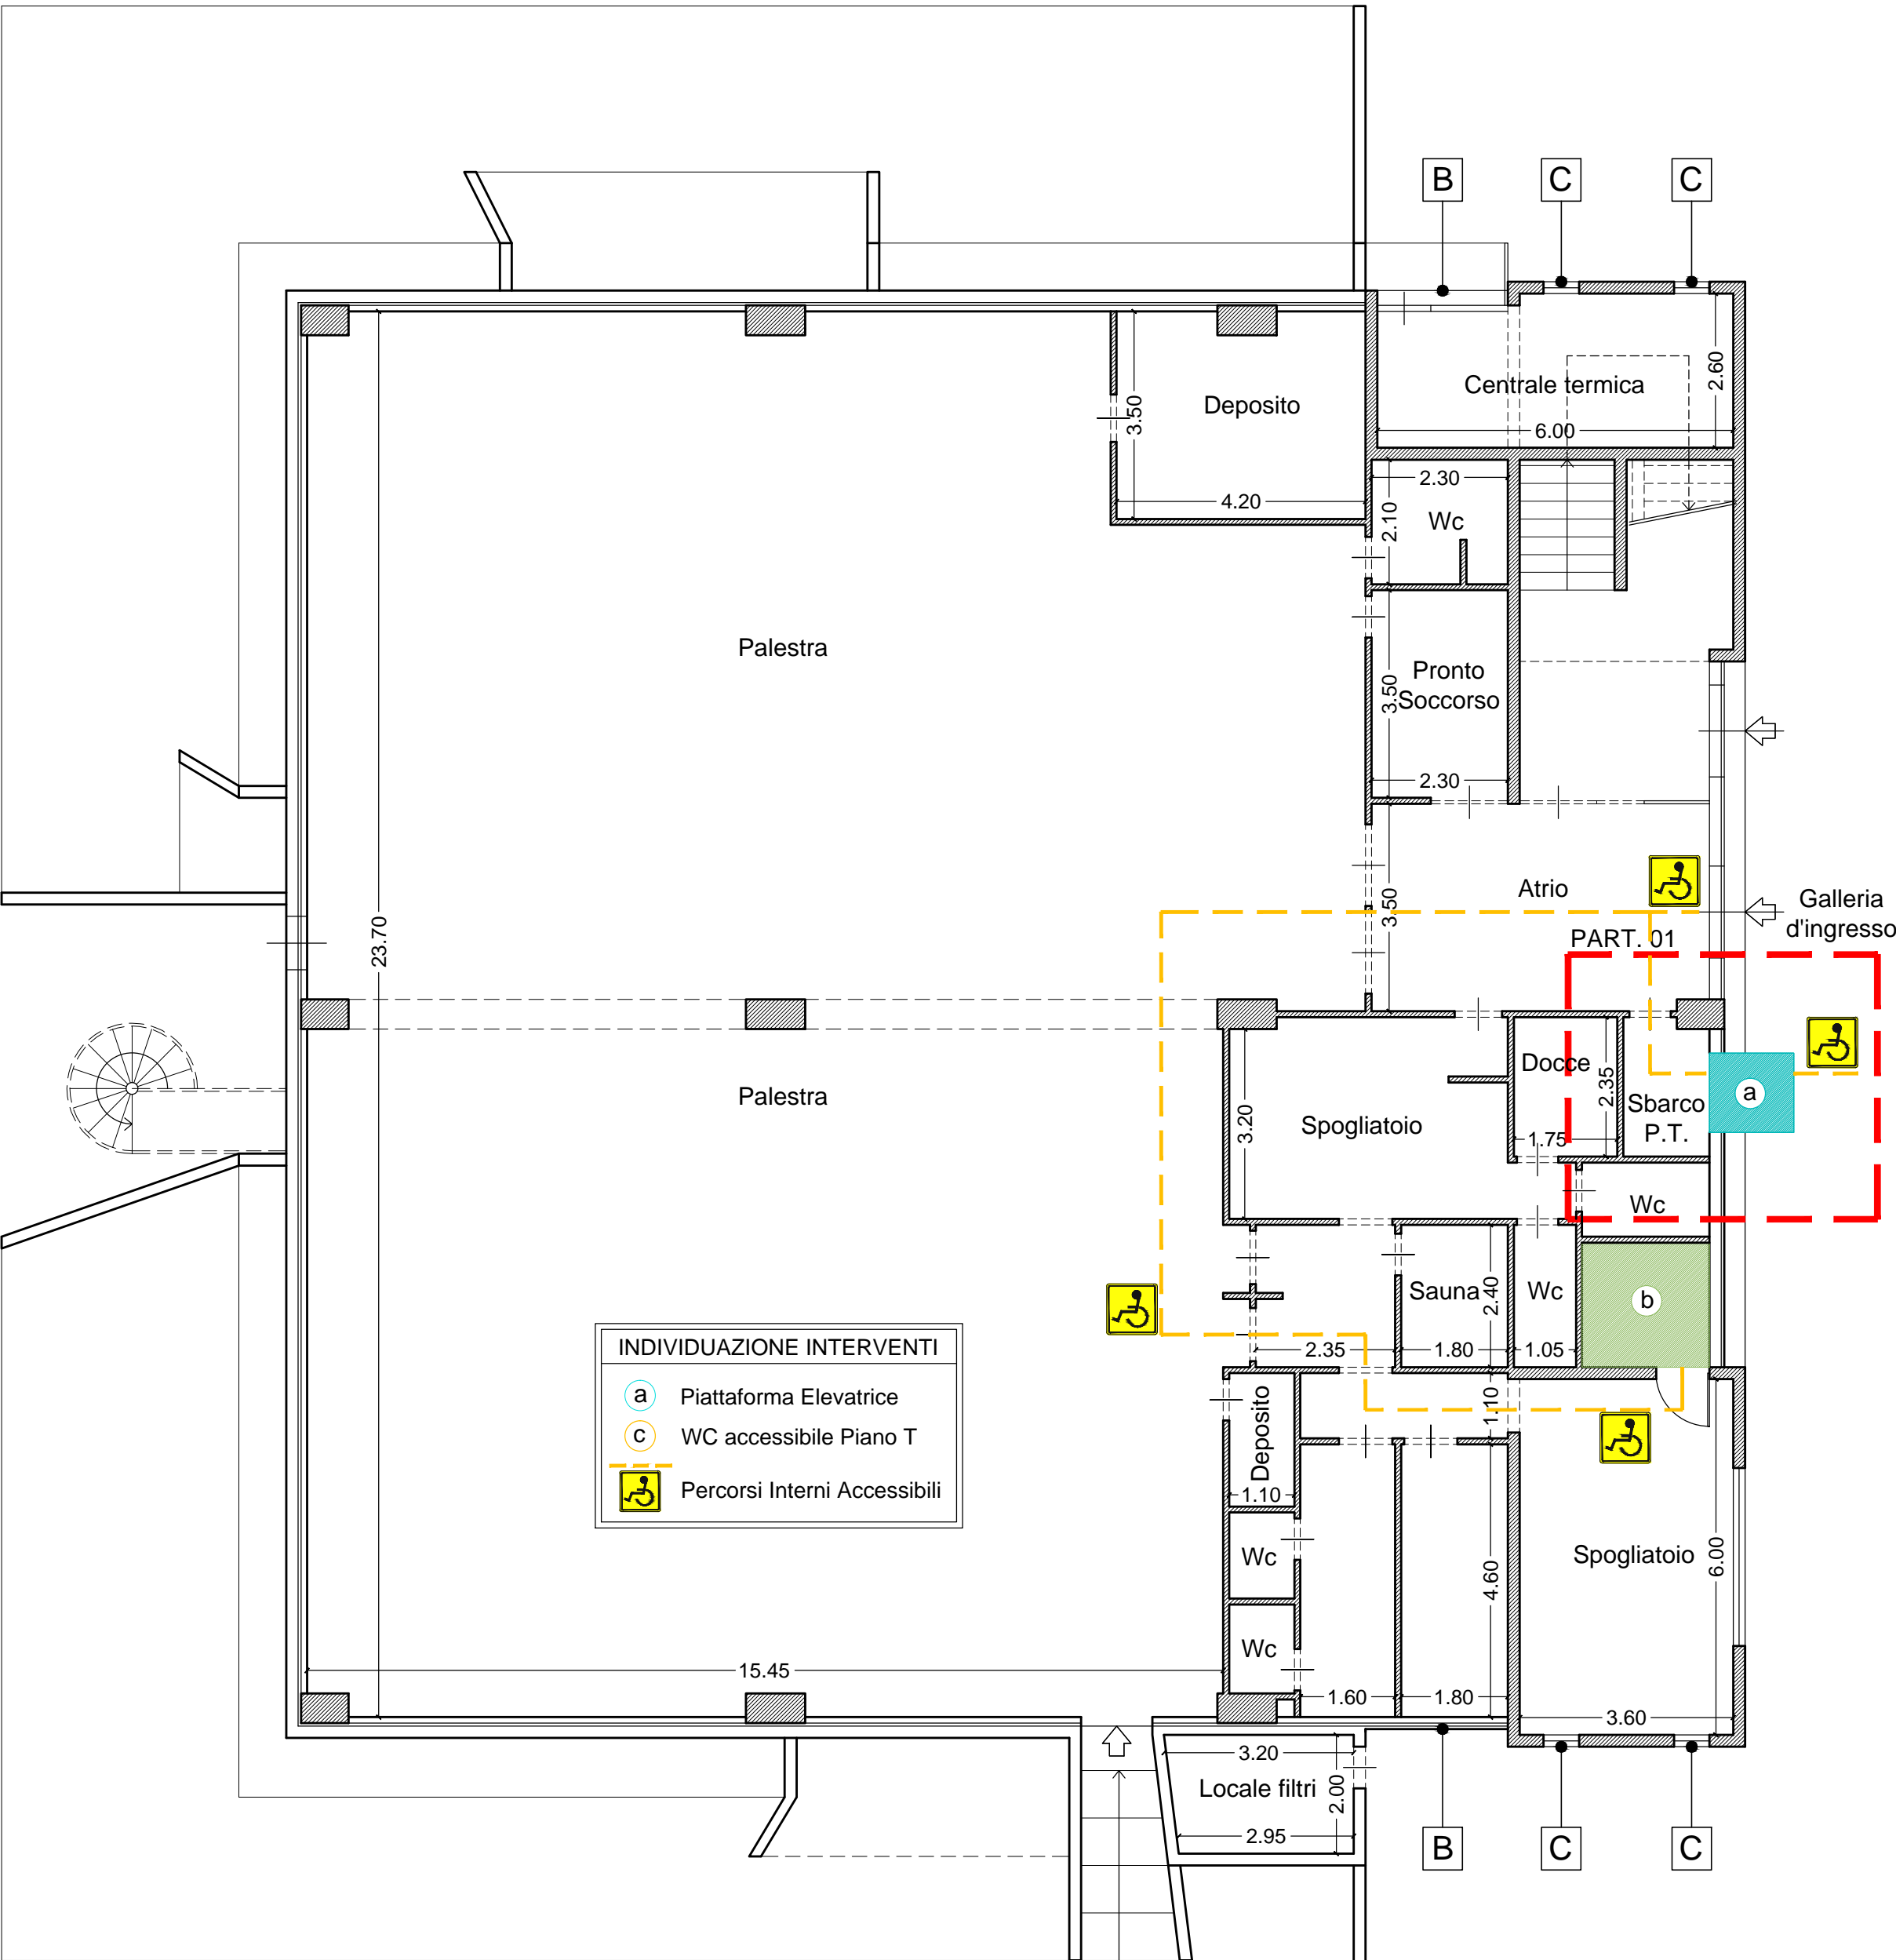 B
C
C
Centrale termica
2.60
6.00
Deposito
3.50
4.20
2.30
2.10
Wc
Palestra
Pronto
Soccorso
3.50
2.30
Atrio
3.50
Galleria
d'ingresso
PART. 01
23.70
Palestra
Docce
2.35
1.75
Sbarco
P.T.
a
Spogliatoio
3.20
Wc
b
Sauna
2.40
1.80
Wc
1.05
2.35
INDIVIDUAZIONE INTERVENTI
a Piattaforma Elevatrice
c WC accessibile Piano T
Percorsi Interni Accessibili
Deposito
1.10
1.10
Wc
Wc
4.60
Spogliatoio
6.00
15.45
1.60
1.80
3.60
3.20
Locale filtri
2.00
2.95
B
C
C